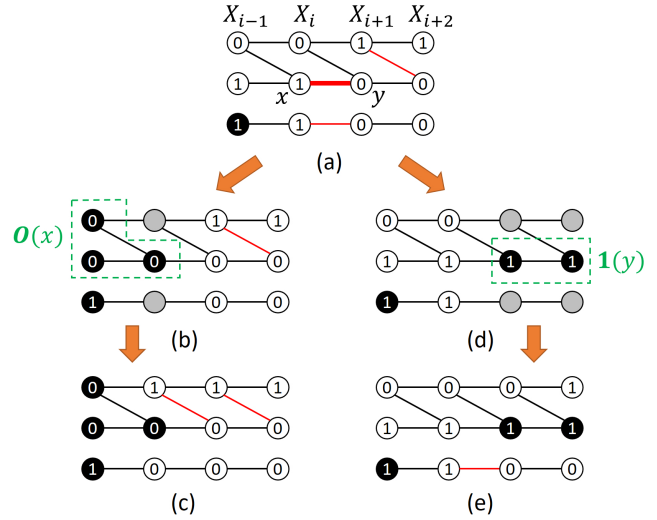 X_{i-1} X_i X_{i+1} X_{i+2}
0 0 1 1
1 1 0 0
x y
1 1 0 0
(a)
0 1 1
O(x)
0 0 0 0
1 0 0
(b)
0 0
1 1 1 1
1(y)
1 1
(d)
0 1 1 1
0 0 0 0
1 0 0 0
(c)
0 0 0 1
1 1 1 1
1 1 0 0
(e)